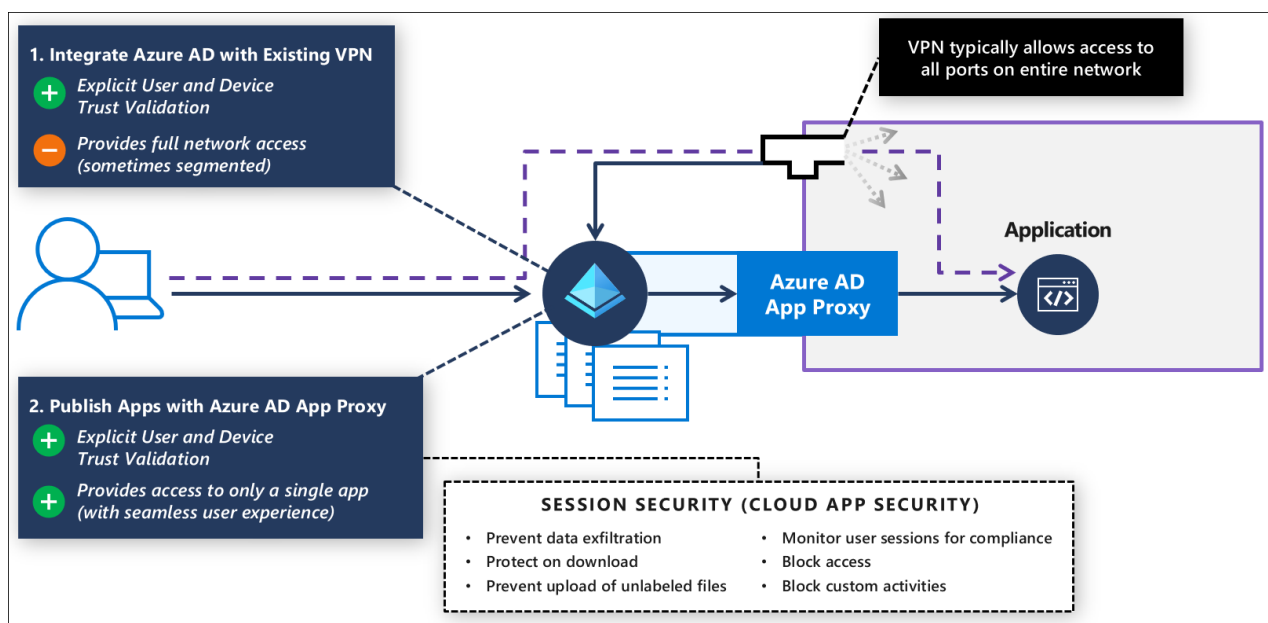 1. Integrate Azure AD with Existing VPN
Explicit User and Device
Trust Validation
Provides full network access
(sometimes segmented)
VPN typically allows access to
all ports on entire network
Application
</>
Azure AD
App Proxy
2. Publish Apps with Azure AD App Proxy
Explicit User and Device
Trust Validation
Provides access to only a single app
(with seamless user experience)
SESSION SECURITY (CLOUD APP SECURITY)
• Prevent data exfiltration
• Protect on download
• Prevent upload of unlabeled files
• Monitor user sessions for compliance
• Block access
• Block custom activities